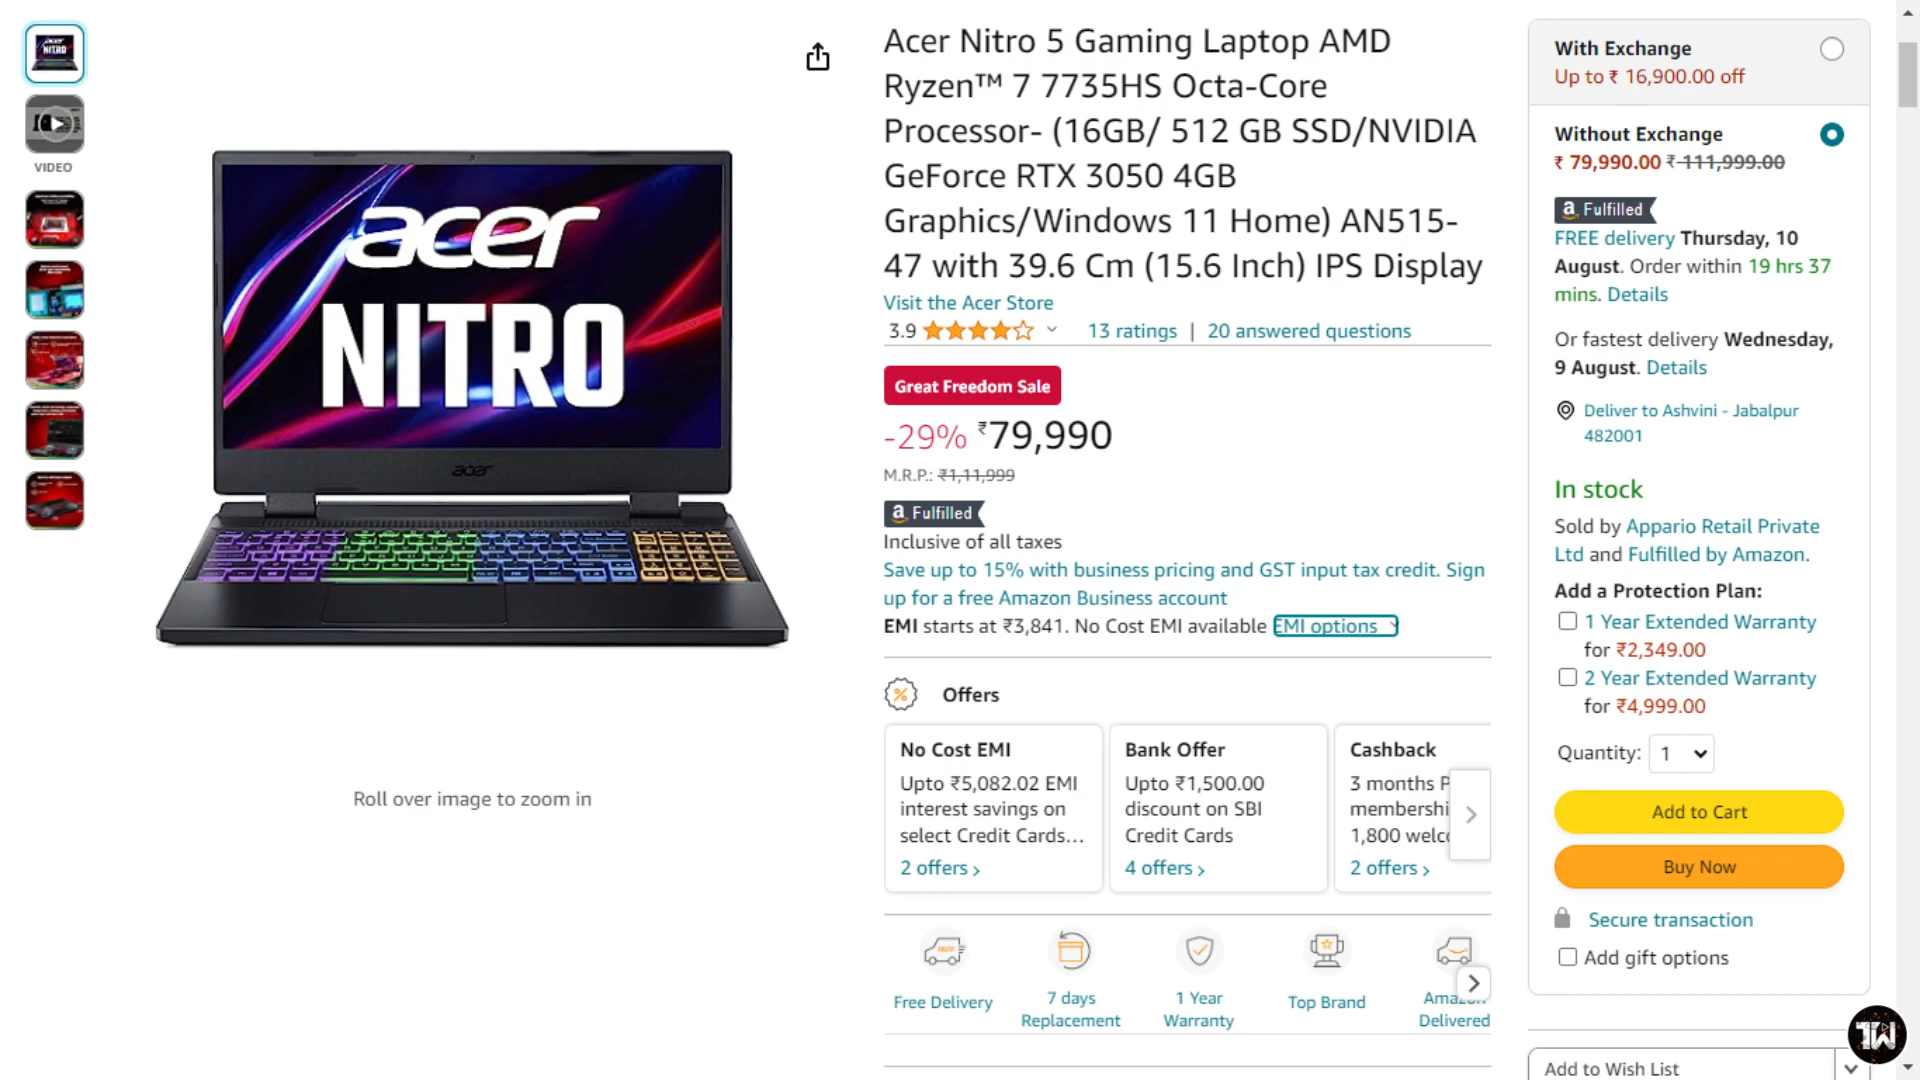 acer
NITRO
acer
VIDEO
Roll over image to zoom in
Acer Nitro 5 Gaming Laptop AMD
Ryzen™ 7 7735HS Octa-Core
Processor- (16GB/ 512 GB SSD/NVIDIA
GeForce RTX 3050 4GB
Graphics/Windows 11 Home) AN515-
47 with 39.6 Cm (15.6 Inch) IPS Display
Visit the Acer Store
3.9 13 ratings | 20 answered questions
Great Freedom Sale
-29% ₹79,990
M.R.P.: ₹1,11,999
a Fulfilled
Inclusive of all taxes
Save up to 15% with business pricing and GST input tax credit. Sign
up for a free Amazon Business account
EMI starts at ₹3,841. No Cost EMI available EMI options
Offers
No Cost EMI
Upto ₹5,082.02 EMI
interest savings on
select Credit Cards...
2 offers ›
Bank Offer
Upto ₹1,500.00
discount on SBI
Credit Cards
4 offers ›
Cashback
3 months P
membershi
1,800 welc
2 offers ›
Free Delivery
7 days
Replacement
1 Year
Warranty
Top Brand
Amazon
Delivered
With Exchange
Up to ₹ 16,900.00 off
Without Exchange
₹ 79,990.00 ₹ 111,999.00
a Fulfilled
FREE delivery Thursday, 10
August. Order within 19 hrs 37
mins. Details
Or fastest delivery Wednesday,
9 August. Details
Deliver to Ashvini - Jabalpur
482001
In stock
Sold by Appario Retail Private
Ltd and Fulfilled by Amazon.
Add a Protection Plan:
1 Year Extended Warranty
for ₹2,349.00
2 Year Extended Warranty
for ₹4,999.00
Quantity: 1
Add to Cart
Buy Now
Secure transaction
Add gift options
Add to Wish List
TW